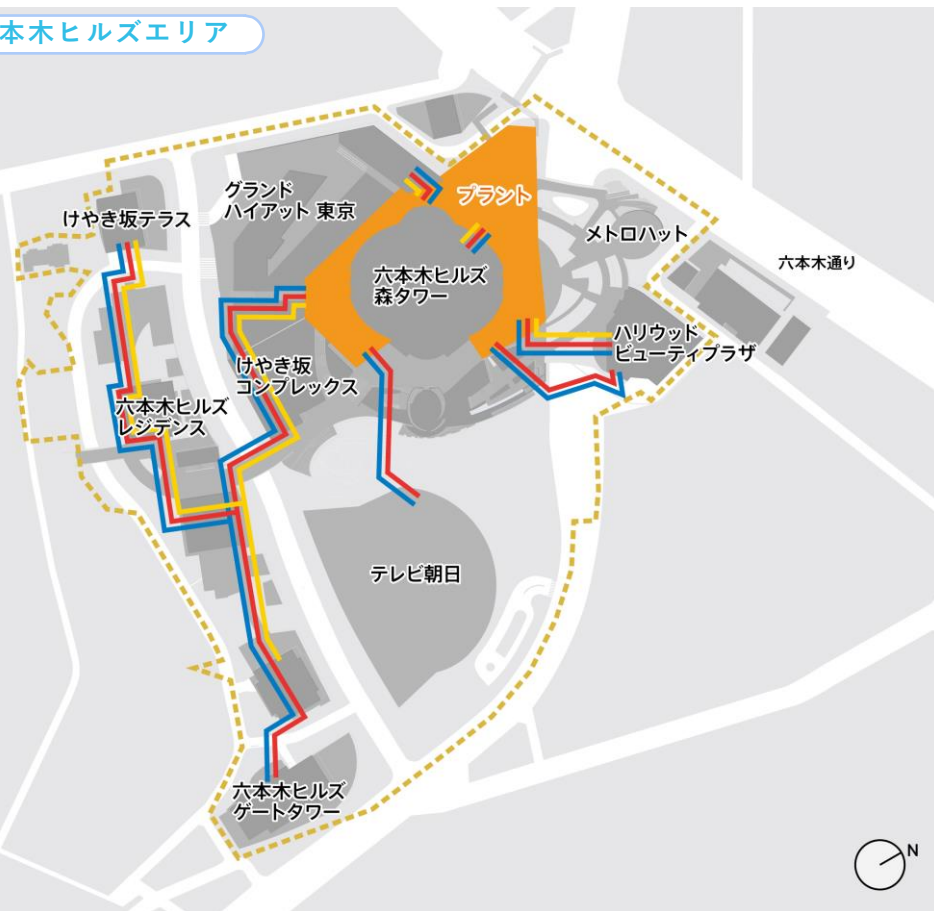 本木ヒルズエリア
グランド
ハイアット 東京
プラント
けやき坂テラス
メトロハット
六本木通り
六本木ヒルズ
森タワー
ハリウッド
ビューティプラザ
けやき坂
コンプレックス
六本木ヒルズ
レジデンス
テレビ朝日
六本木ヒルズ
ゲートタワー
N